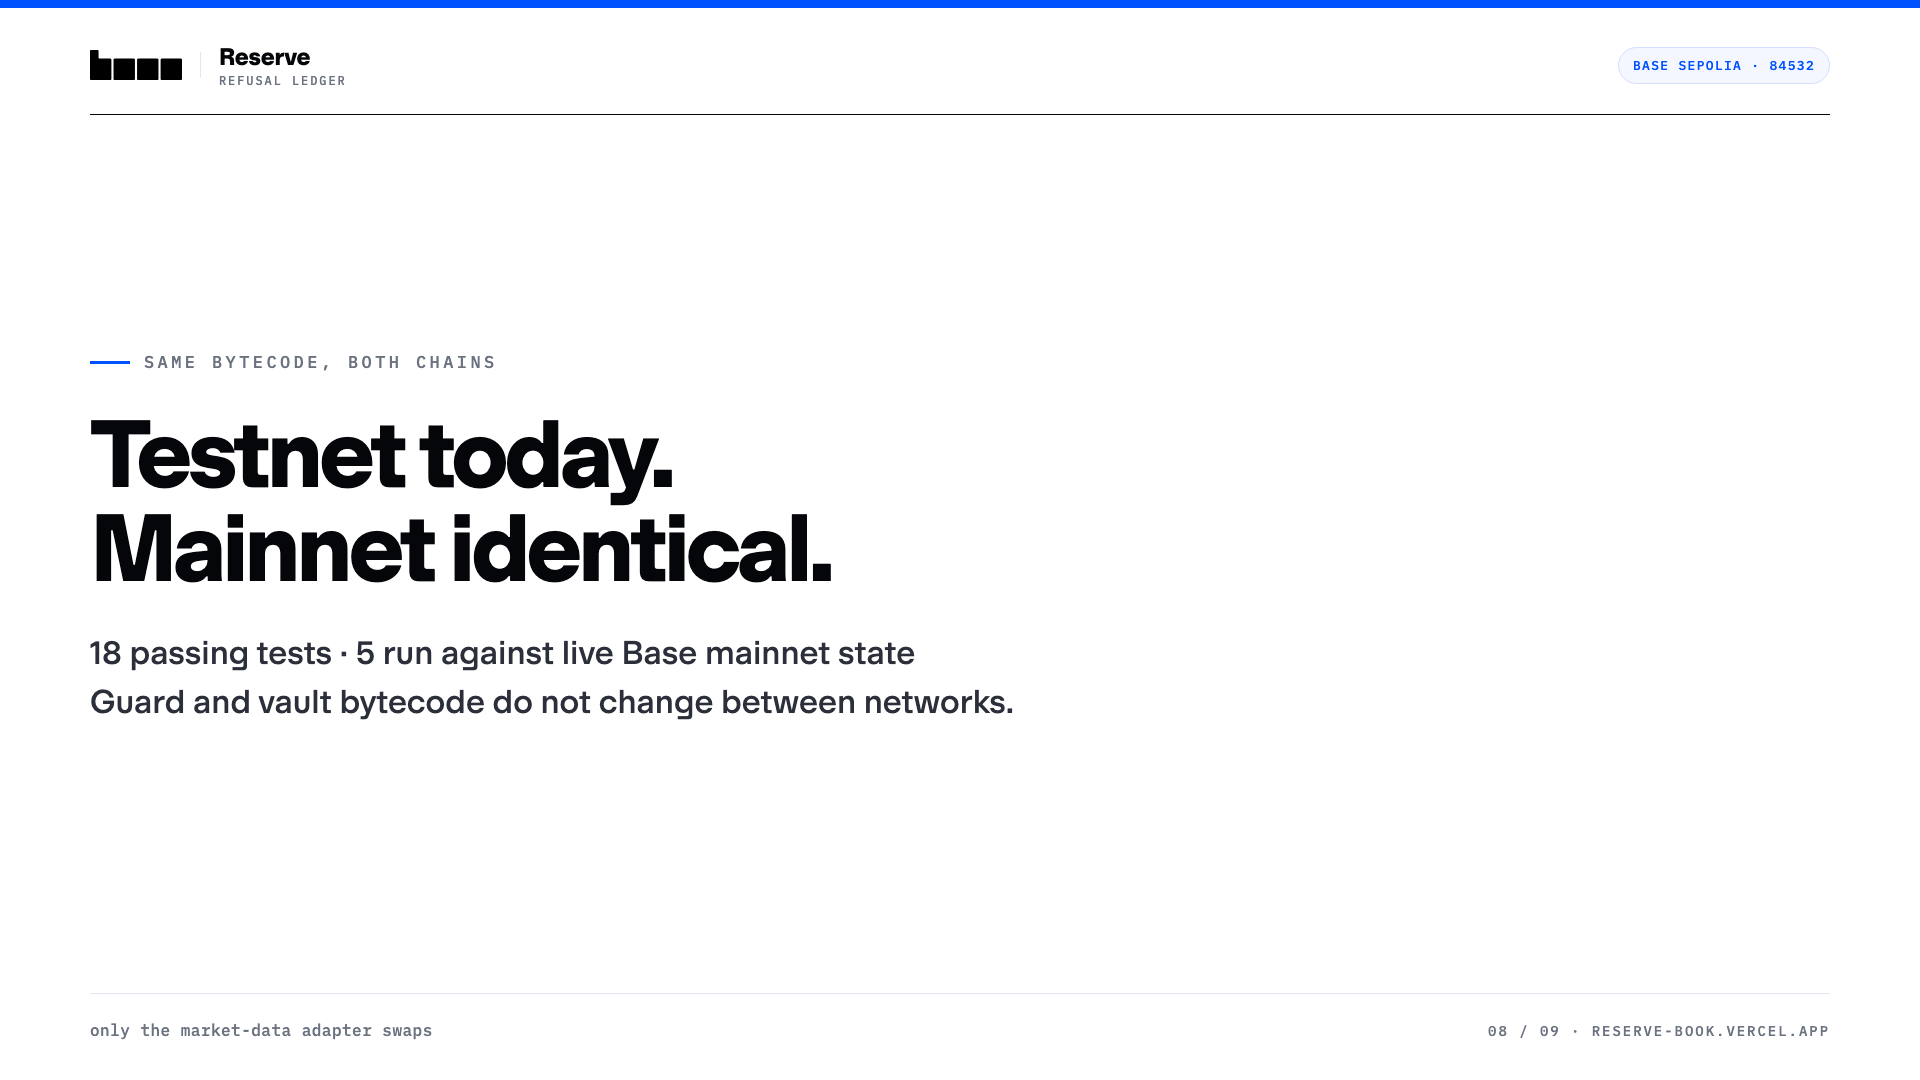 Reserve
REFUSAL LEDGER
BASE SEPOLIA · 84532
SAME BYTECODE, BOTH CHAINS
Testnet today.
Mainnet identical.
18 passing tests · 5 run against live Base mainnet state
Guard and vault bytecode do not change between networks.
only the market-data adapter swaps
08 / 09 · RESERVE-BOOK.VERCEL.APP